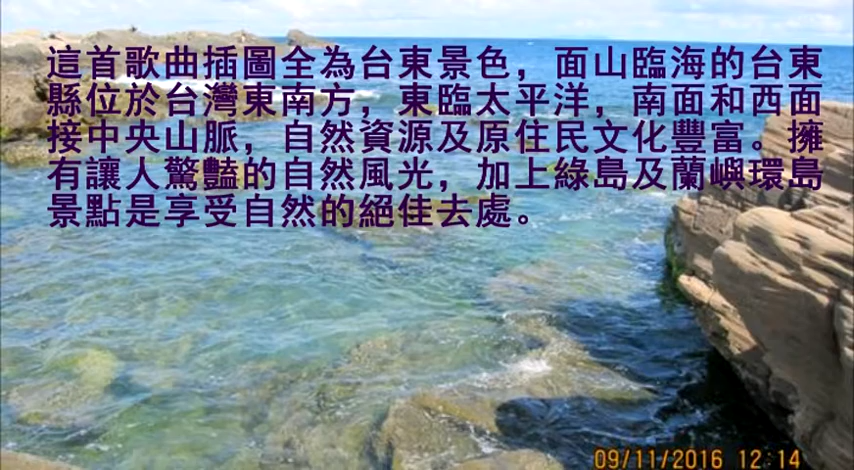 這首歌曲插圖全為台東景色，面山臨海的台東
縣位於台灣東南方，東臨太平洋，南面和西面
接中央山脈，自然資源及原住民文化豐富。擁
有讓人驚豔的自然風光，加上綠島及蘭嶼環島
景點是享受自然的絕佳去處。
09/11/2016 12:14